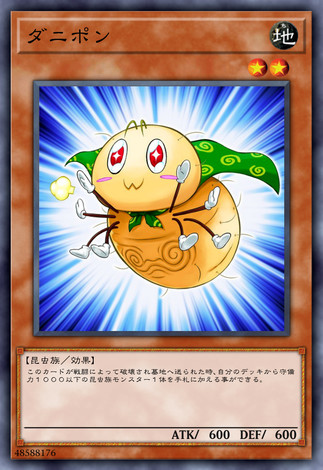 ダニポン
地
【昆虫族／効果】
このカードが戦闘によって破壊され墓地へ送られた時、自分のデッキから守備
力１０００以下の昆虫族モンスター１体を手札に加える事ができる。
ATK/ 600 DEF/ 600
48588176